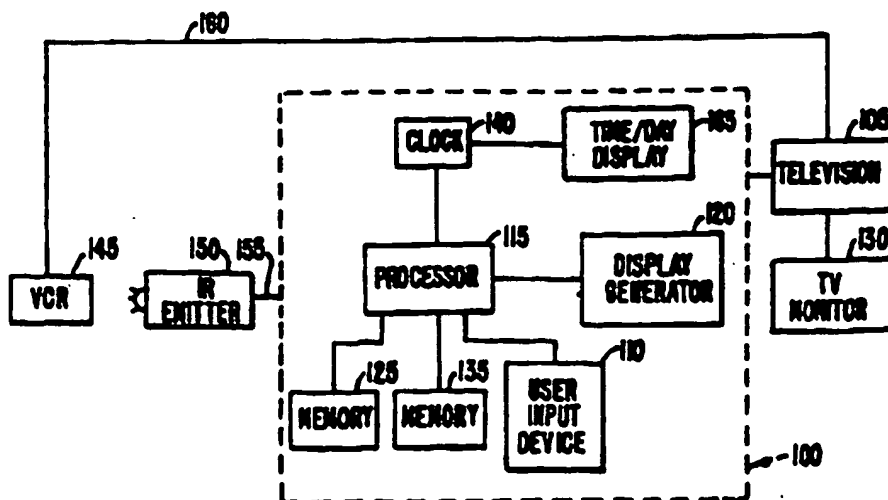 160
CLOCK
140
TIME/DAY
DISPLAY
165
105
TELEVISION
145
VCR
150
155
IR
EMITTER
115
PROCESSOR
120
DISPLAY
GENERATOR
130
TV
MONITOR
125
MEMORY
135
MEMORY
110
USER
INPUT
DEVICE
100